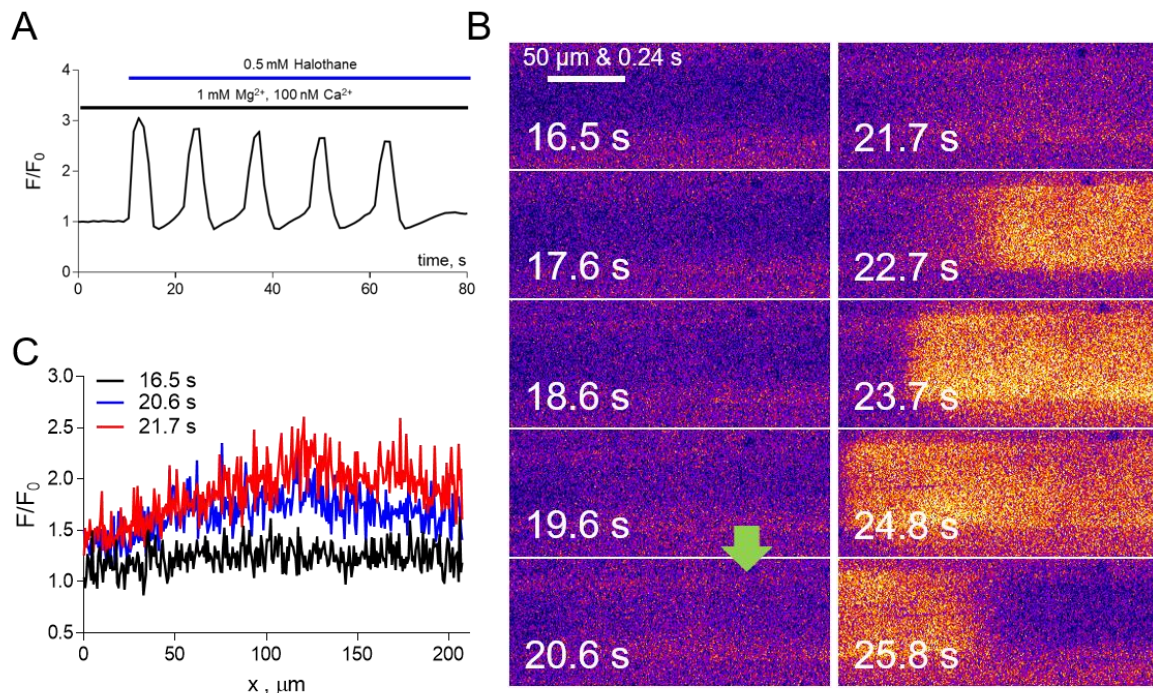 A
0.5 mM Halothane
1 mM Mg²⁺, 100 nM Ca²⁺
F/F₀
4
3
2
1
0
0 20 40 60 80
time, s
B
50 µm & 0.24 s
16.5 s
17.6 s
18.6 s
19.6 s
20.6 s
21.7 s
22.7 s
23.7 s
24.8 s
25.8 s
C
16.5 s
20.6 s
21.7 s
F/F₀
3.0
2.5
2.0
1.5
1.0
0.5
0 50 100 150 200
x , µm